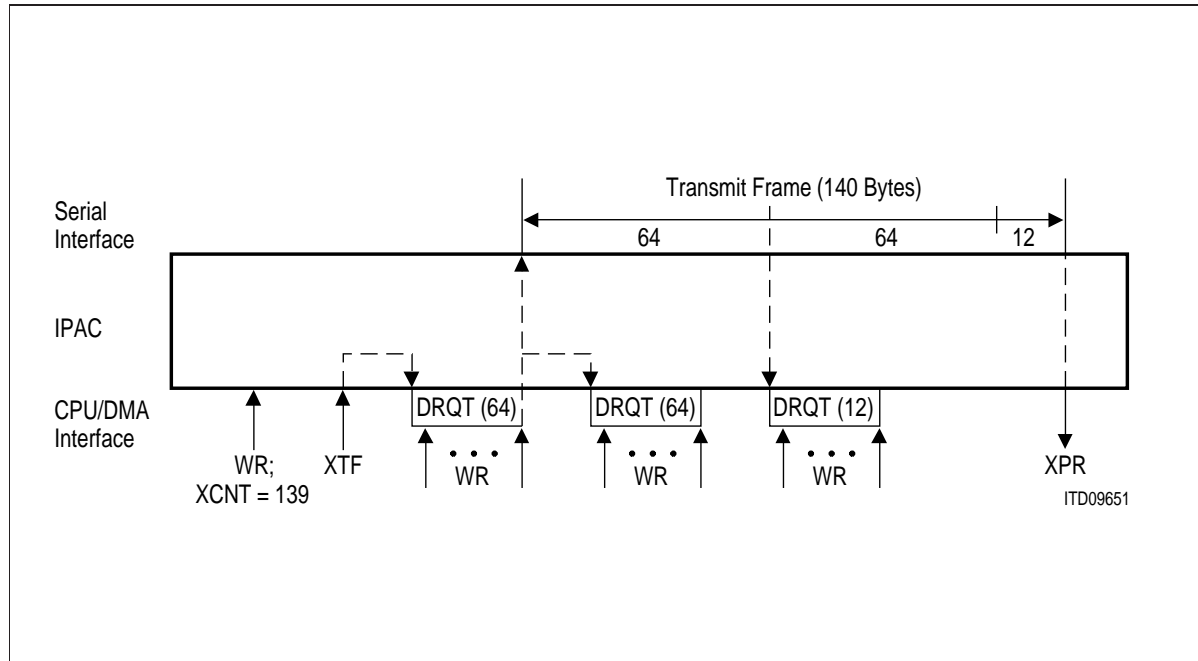 Transmit Frame (140 Bytes)
Serial
Interface
64
64
12
IPAC
CPU/DMA
Interface
DRQT (64)
DRQT (64)
DRQT (12)
WR;
XCNT = 139
XTF
• • •
WR
• • •
WR
• • •
WR
XPR
ITD09651